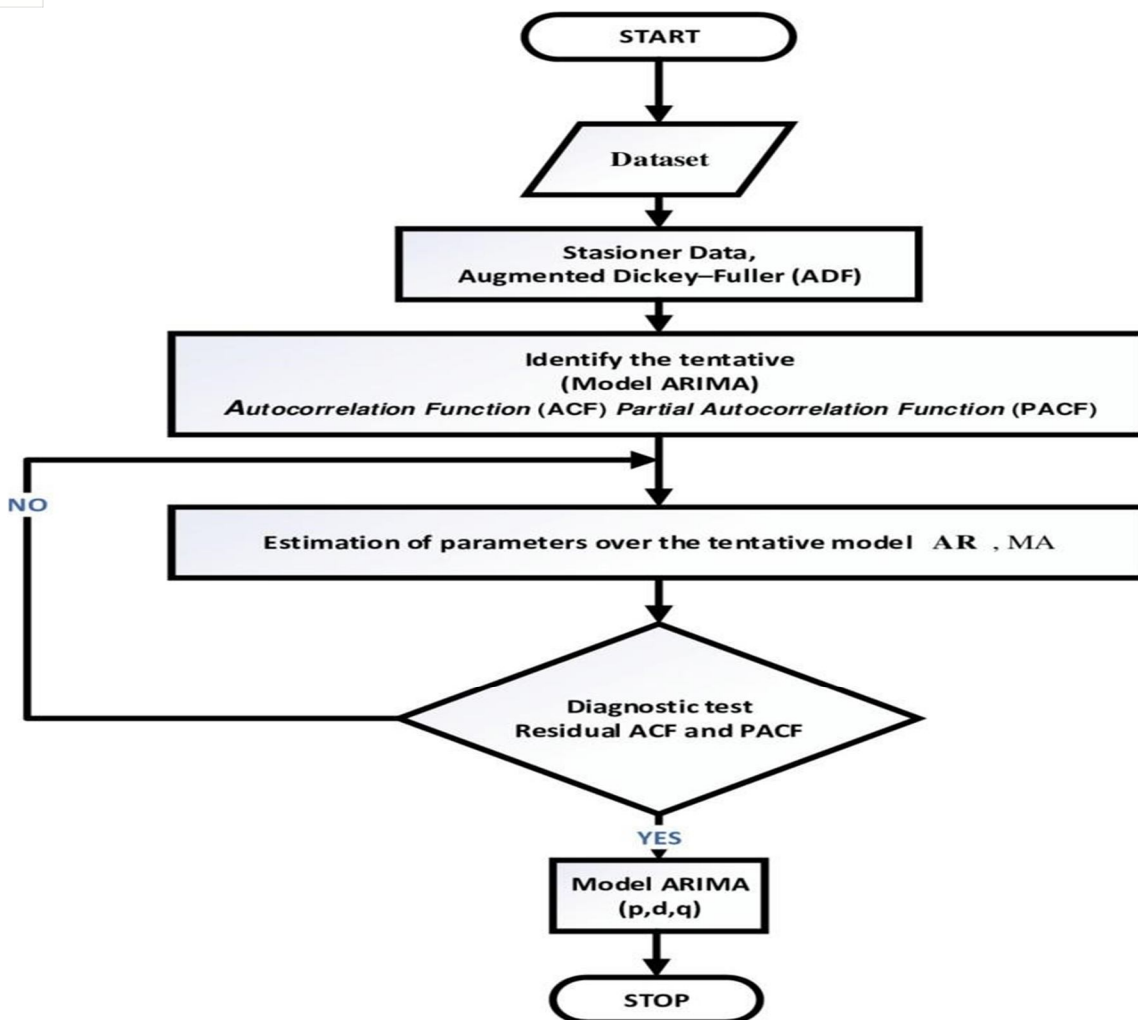 START
Dataset
Stasioner Data,
Augmented Dickey–Fuller (ADF)
Identify the tentative
(Model ARIMA)
Autocorrelation Function (ACF) Partial Autocorrelation Function (PACF)
NO
Estimation of parameters over the tentative model AR , MA
Diagnostic test
Residual ACF and PACF
YES
Model ARIMA
(p,d,q)
STOP